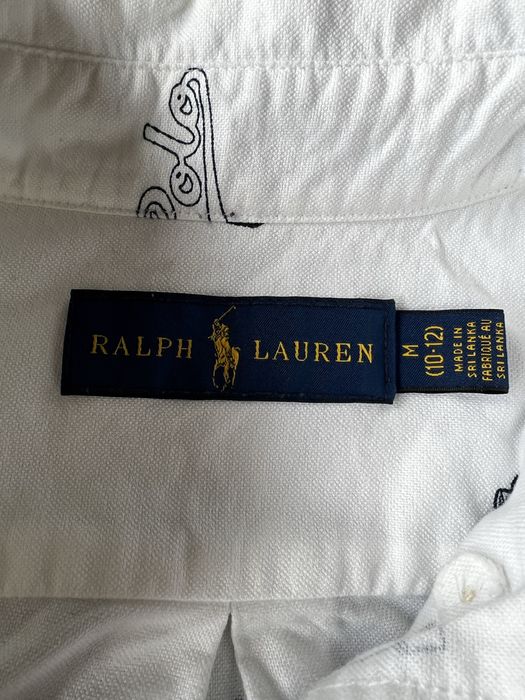 Polo
RALPH LAUREN
M
(10-12)
MADE IN
SRI LANKA
FABRIQUÉ AU
SRI LANKA